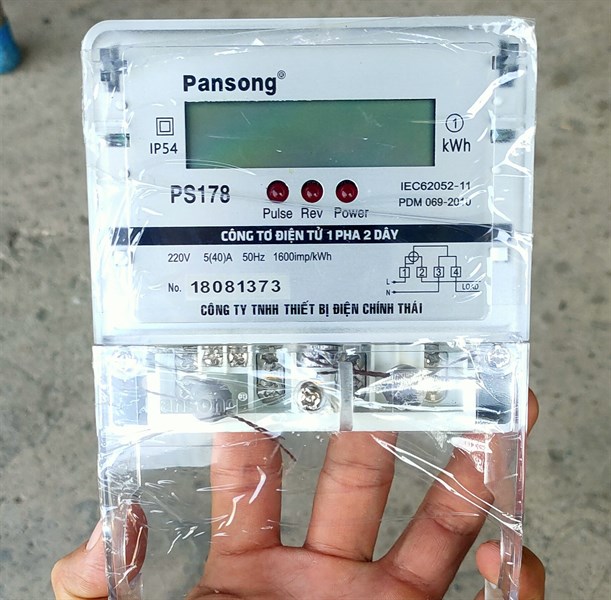 Pansong®
IP54
1
kWh
PS178
IEC62052-11
PDM 069-2010
Pulse Rev Power
CÔNG TƠ ĐIỆN TỬ 1 PHA 2 DÂY
220V 5(40)A 50Hz 1600imp/kWh
1 2 3 4
L
LOAD
N
No. 18081373
CÔNG TY TNHH THIẾT BỊ ĐIỆN CHÍNH THÁI